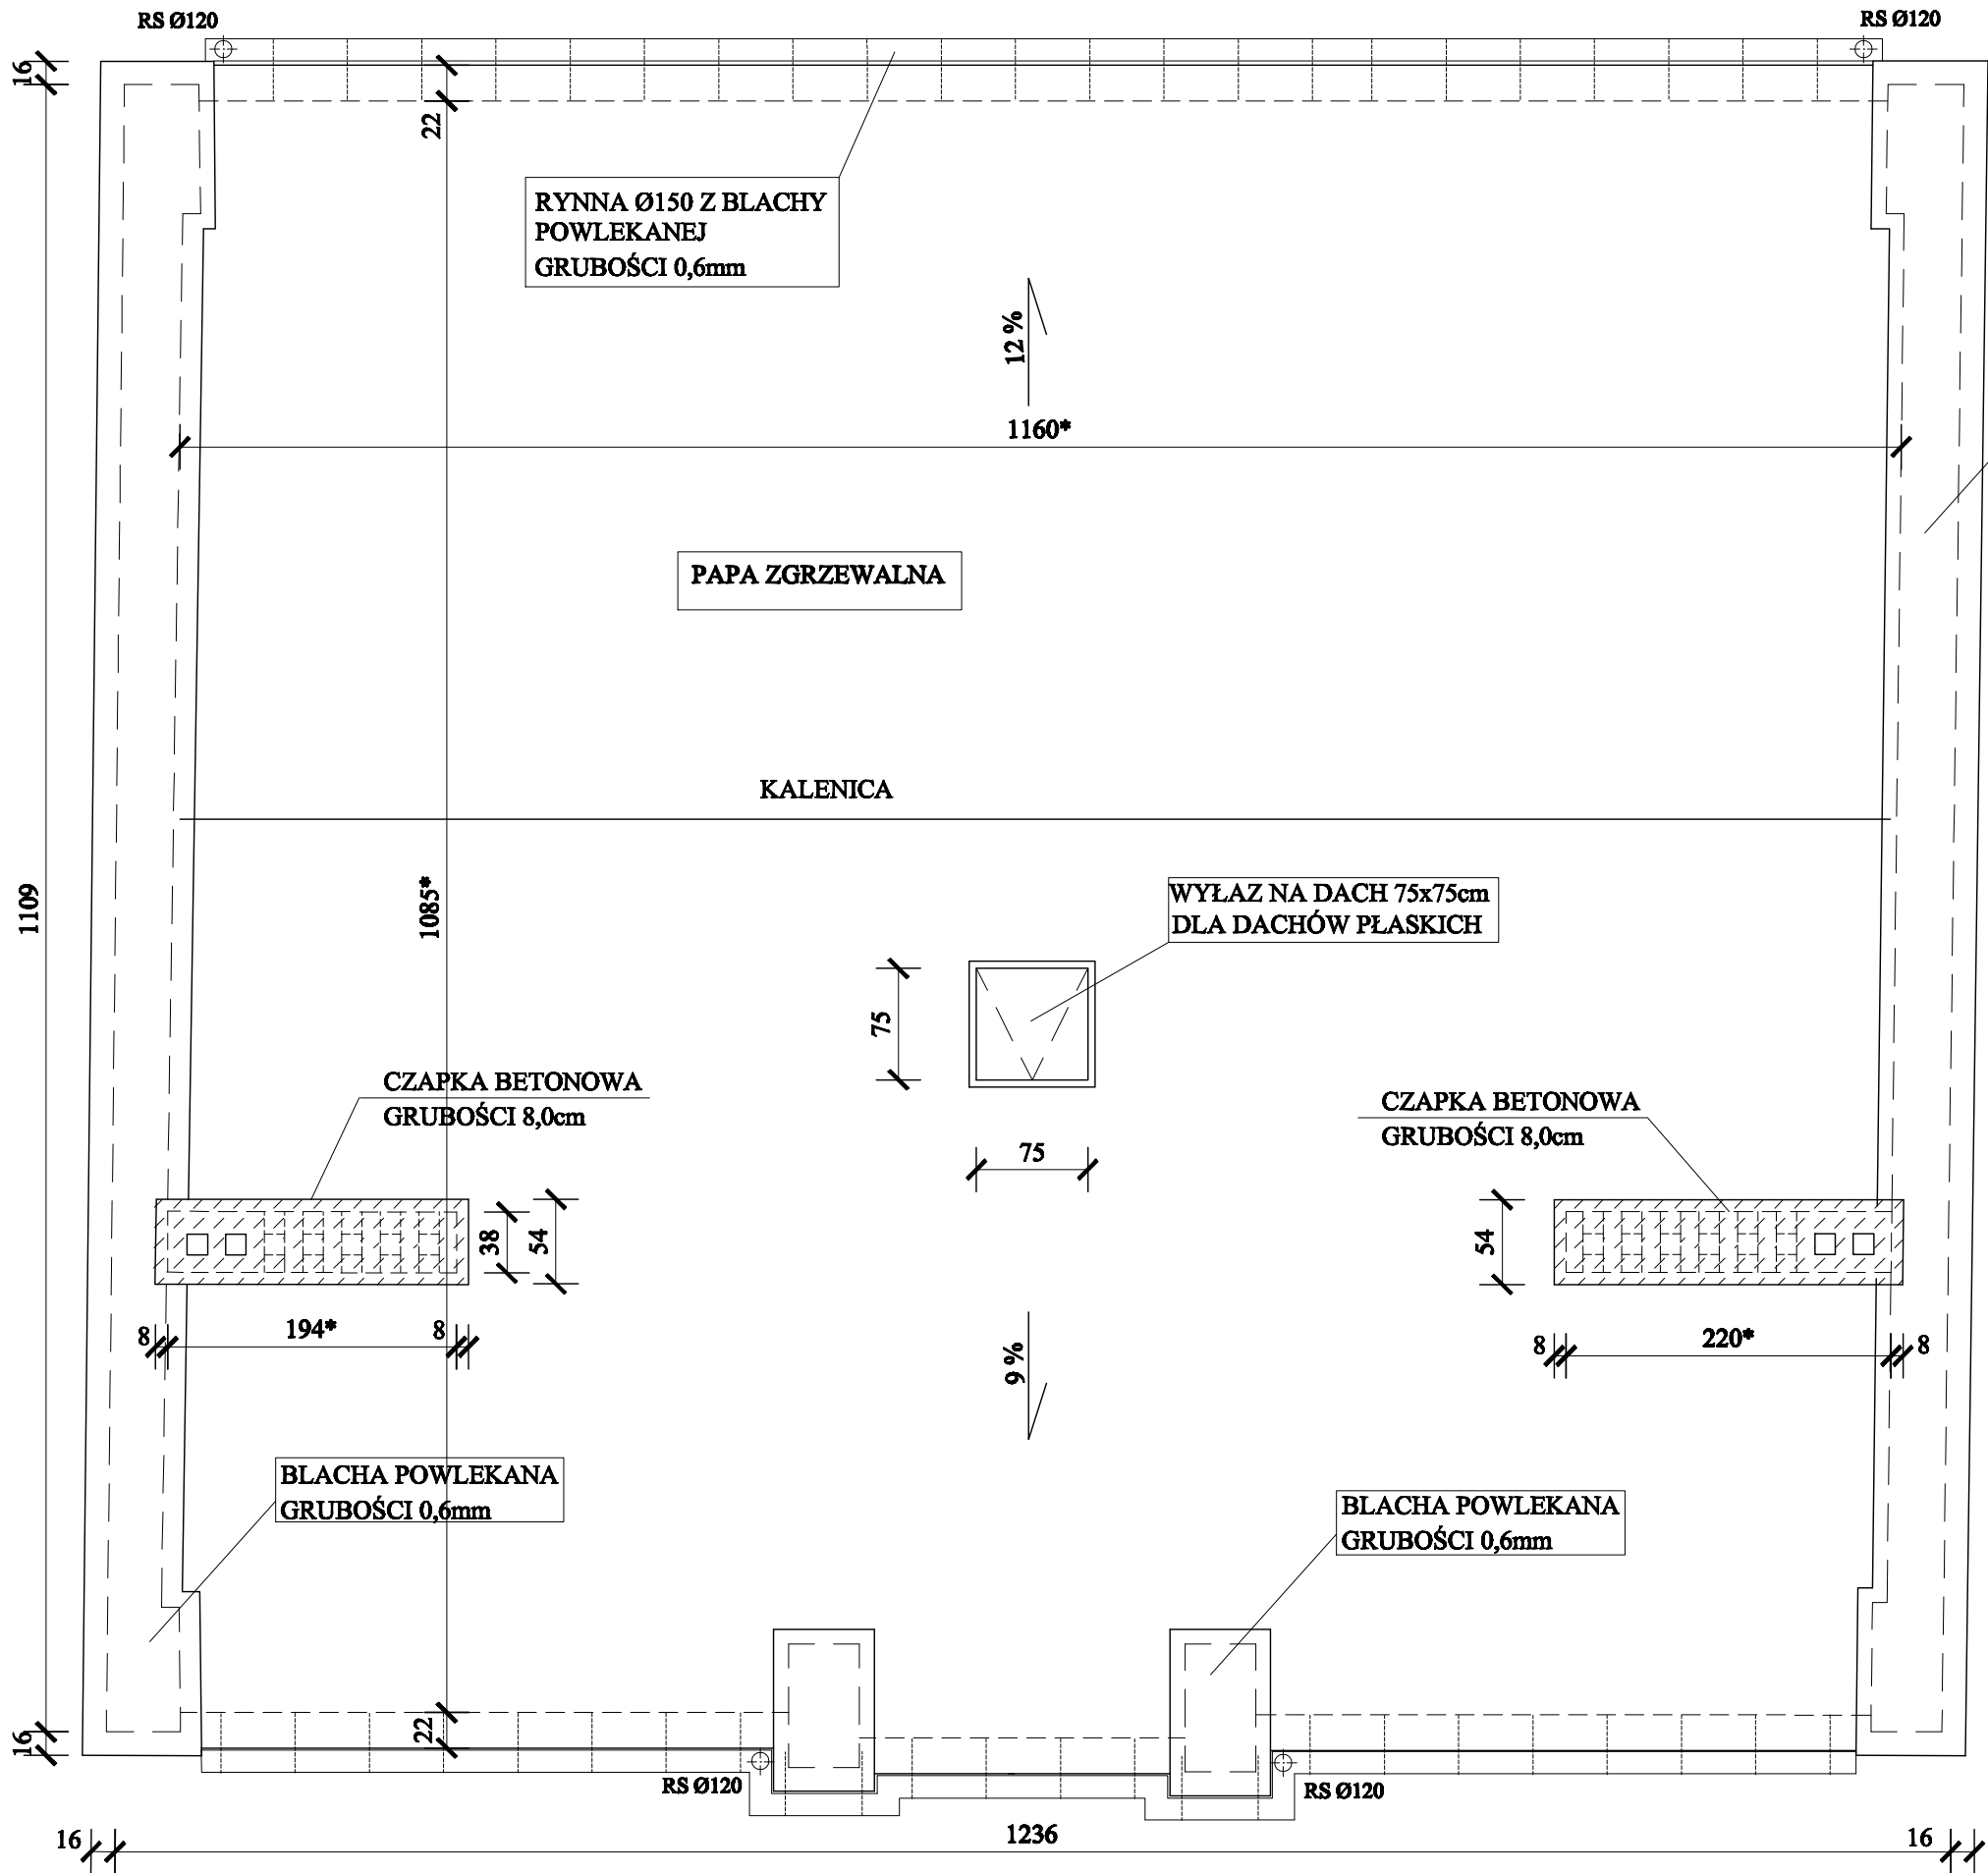 RS Ø120
RS Ø120
16
22
RYNNA Ø150 Z BLACHY
POWLEKANEJ
GRUBOŚCI 0,6mm
12 %
1160*
PAPA ZGRZEWALNA
KALENICA
1109
1085*
WYŁAZ NA DACH 75x75cm
DLA DACHÓW PŁASKICH
75
75
CZAPKA BETONOWA
GRUBOŚCI 8,0cm
CZAPKA BETONOWA
GRUBOŚCI 8,0cm
38
54
54
8
194*
8
8
220*
8
9 %
BLACHA POWLEKANA
GRUBOŚCI 0,6mm
BLACHA POWLEKANA
GRUBOŚCI 0,6mm
16
22
RS Ø120
RS Ø120
16
1236
16